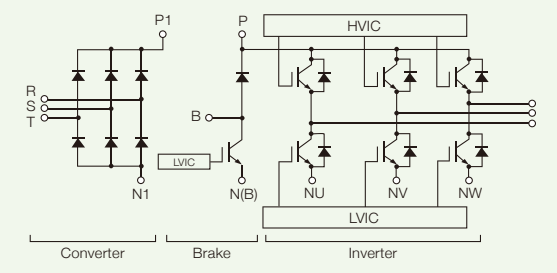 P1
P
HVIC
R
S
T
B
LVIC
N1
N(B)
NU
NV
NW
LVIC
Converter
Brake
Inverter